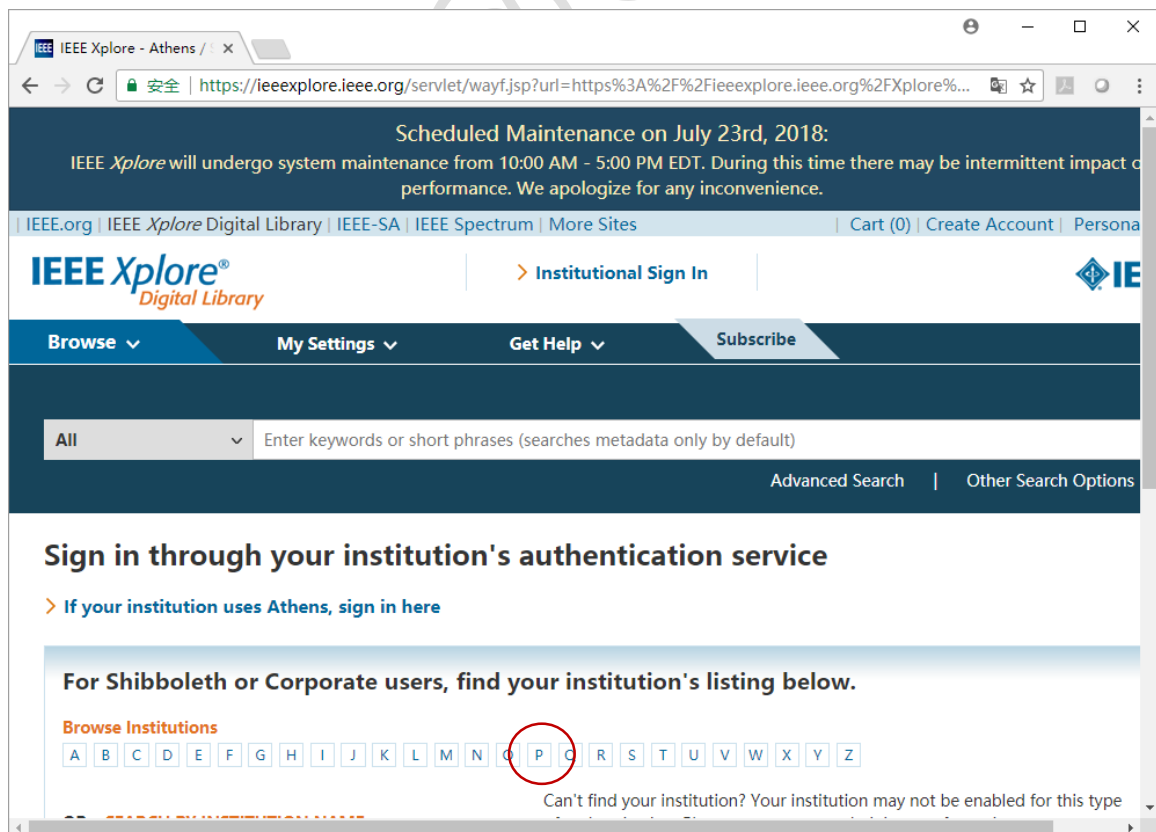 IEEE Xplore - Athens / S
安全 | https://ieeexplore.ieee.org/servlet/wayf.jsp?url=https%3A%2F%2Fieeexplore.ieee.org%2FXplore%...
Scheduled Maintenance on July 23rd, 2018:
IEEE Xplore will undergo system maintenance from 10:00 AM - 5:00 PM EDT. During this time there may be intermittent impact
performance. We apologize for any inconvenience.
| IEEE.org | IEEE Xplore Digital Library | IEEE-SA | IEEE Spectrum | More Sites | Cart (0) | Create Account | Persona
IEEE Xplore® Digital Library
Institutional Sign In
IE
Browse My Settings Get Help Subscribe
All Enter keywords or short phrases (searches metadata only by default)
Advanced Search | Other Search Options
Sign in through your institution's authentication service
If your institution uses Athens, sign in here
For Shibboleth or Corporate users, find your institution's listing below.
Browse Institutions
A B C D E F G H I J K L M N O P Q R S T U V W X Y Z
Can't find your institution? Your institution may not be enabled for this type